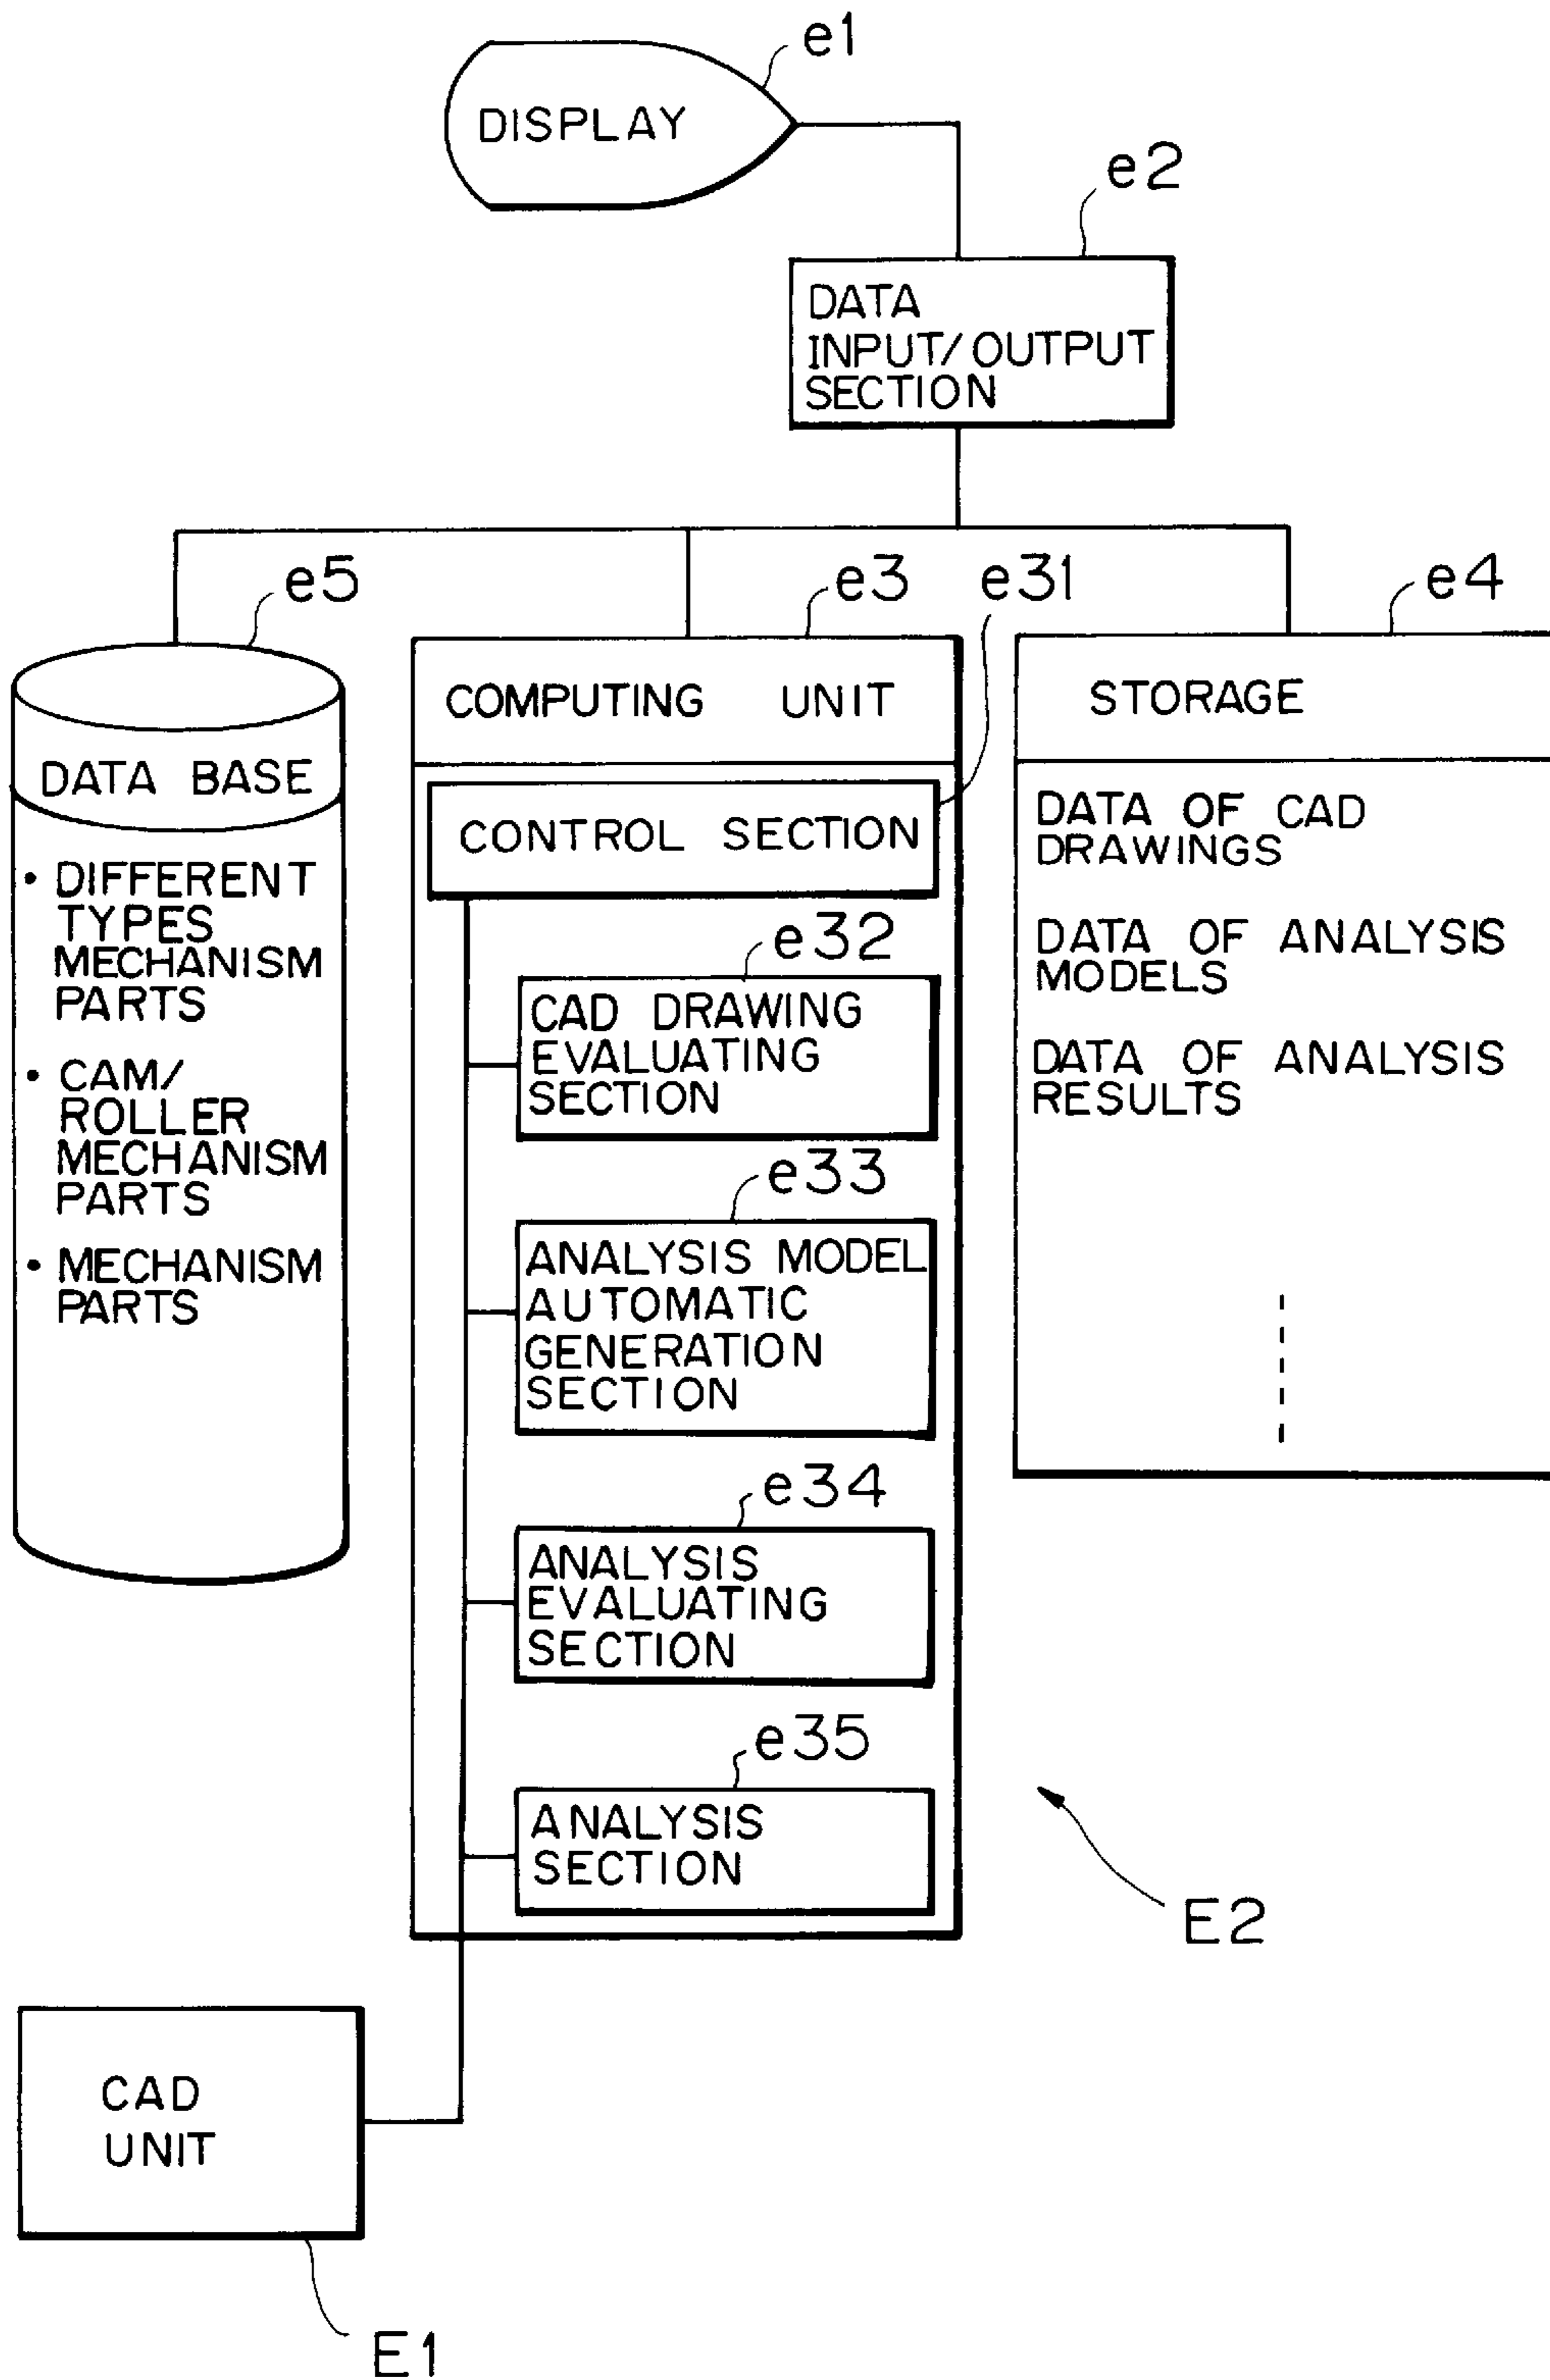 e1
DISPLAY
e2
DATA
INPUT/OUTPUT
SECTION
e5
e3
e31
e4
DATA BASE
• DIFFERENT
TYPES
MECHANISM
PARTS
• CAM/
ROLLER
MECHANISM
PARTS
• MECHANISM
PARTS
COMPUTING UNIT
CONTROL SECTION
e32
CAD DRAWING
EVALUATING
SECTION
e33
ANALYSIS MODEL
AUTOMATIC
GENERATION
SECTION
e34
ANALYSIS
EVALUATING
SECTION
e35
ANALYSIS
SECTION
STORAGE
DATA OF CAD
DRAWINGS
DATA OF ANALYSIS
MODELS
DATA OF ANALYSIS
RESULTS
E2
CAD
UNIT
E1